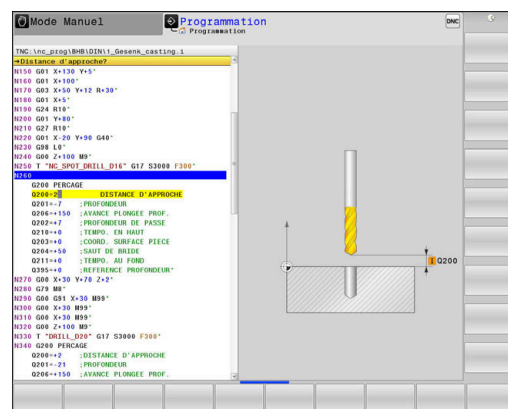 Mode Manuel
Programmation
Programmation
DNC
TNC:\nc_prog\BHB\DIN\1_Gesenk_casting.i
→Distance d'approche?
N150 G01 X+130 Y+5*
N160 G01 X+100*
N170 G03 X+50 Y+12 R+30*
N180 G01 X+5*
N190 G24 R10*
N200 G01 Y+80*
N210 G27 R10*
N220 G01 X-20 Y+90 G40*
N230 G98 L0*
N240 G00 Z+100 M9*
N250 T "NC_SPOT_DRILL_D16" G17 S3000 F300*
N260
G200 PERCAGE
Q200=2 DISTANCE D'APPROCHE
Q201=-7 ;PROFONDEUR
Q206=+150 ;AVANCE PLONGEE PROF.
Q202=+7 ;PROFONDEUR DE PASSE
Q210=+0 ;TEMPO. EN HAUT
Q203=+0 ;COORD. SURFACE PIECE
Q204=+50 ;SAUT DE BRIDE
Q211=+0 ;TEMPO. AU FOND
Q395=+0 ;REFERENCE PROFONDEUR*
N270 G00 X+30 Y+70 Z+2*
N280 G79 M8*
N290 G00 G91 X+30 M99*
N300 G00 X+30 M99*
N310 G00 X+30 M99*
N320 G00 Z+100 M9*
N330 T "DRILL_D20" G17 S3000 F300*
N340 G200 PERCAGE
Q200=+2 ;DISTANCE D'APPROCHE
Q201=-21 ;PROFONDEUR
Q206=+150 ;AVANCE PLONGEE PROF.
I Q200